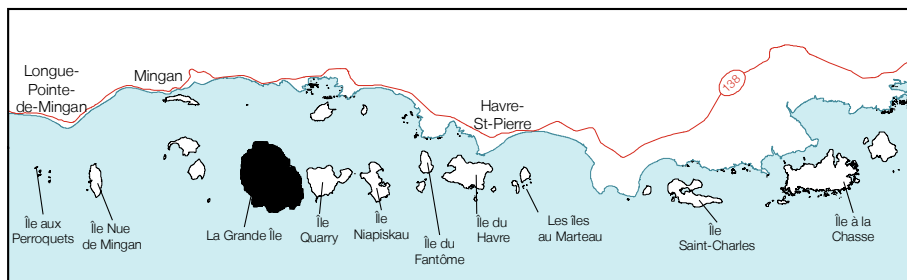 Longue-
Pointe-
de-Mingan
Mingan
Havre-
St-Pierre
138
Île aux
Perroquets
Île Nue
de Mingan
La Grande Île
Île
Quarry
Île
Niapiskau
Île du
Fantôme
Île du
Havre
Les îles
au Marteau
Île
Saint-Charles
Île à la
Chasse